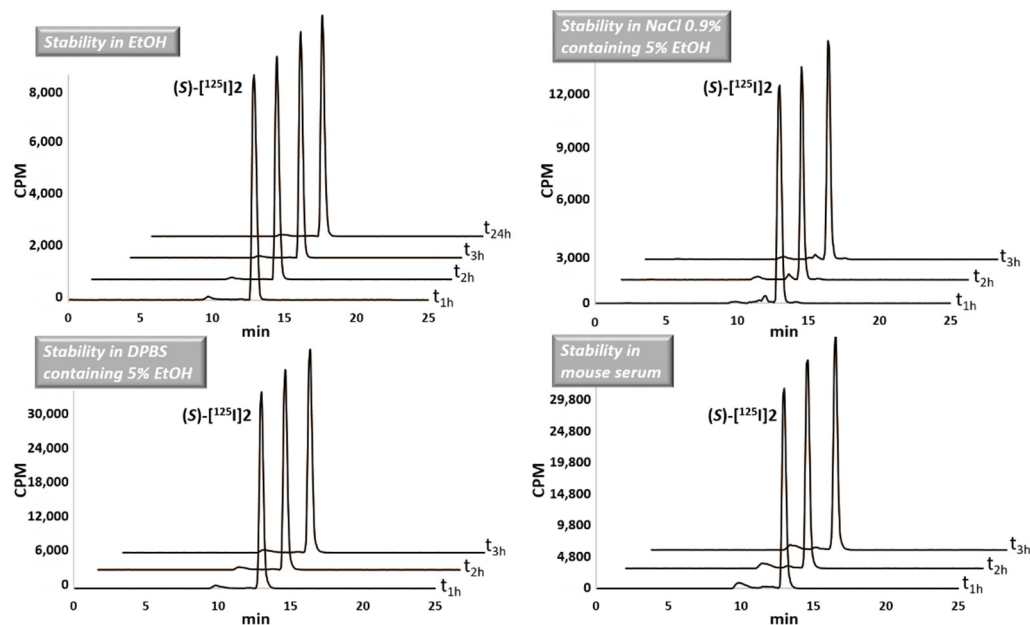 Stability in EtOH
(S)-[¹²⁵I]2
CPM
8,000
6,000
4,000
2,000
0
t24h
t3h
t2h
t1h
0 5 10 15 20 25
min
Stability in NaCl 0.9%
containing 5% EtOH
(S)-[¹²⁵I]2
CPM
12,000
9,000
6,000
3,000
0
t3h
t2h
t1h
0 5 10 15 20 25
min
Stability in DPBS
containing 5% EtOH
(S)-[¹²⁵I]2
CPM
30,000
24,000
18,000
12,000
6,000
0
t3h
t2h
t1h
0 5 10 15 20 25
min
Stability in
mouse serum
(S)-[¹²⁵I]2
CPM
29,800
24,800
19,800
14,800
9,800
4,800
0
t3h
t2h
t1h
0 5 10 15 20 25
min